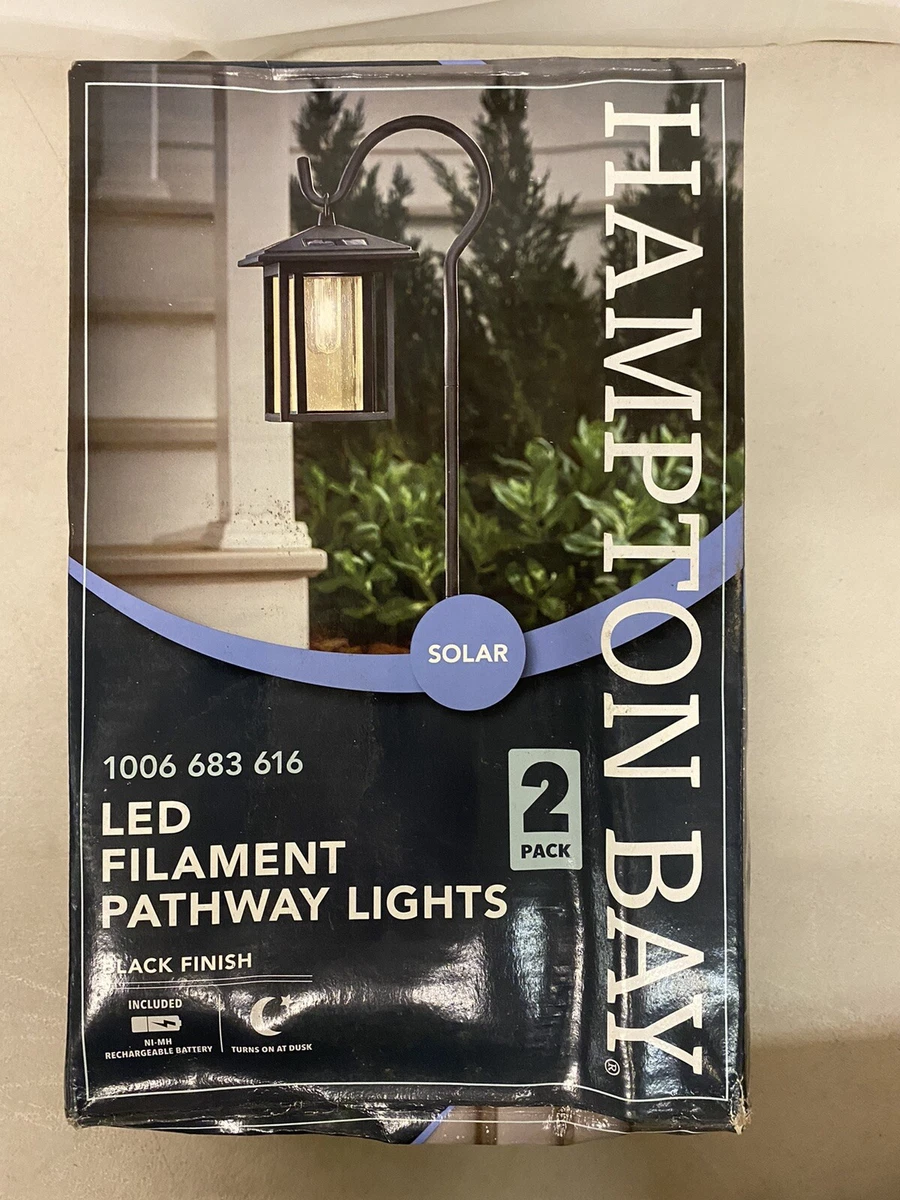 HAMPTON BAY®
SOLAR
1006 683 616
2
PACK
LED
FILAMENT
PATHWAY LIGHTS
BLACK FINISH
INCLUDED
NI-MH
RECHARGEABLE BATTERY
TURNS ON AT DUSK